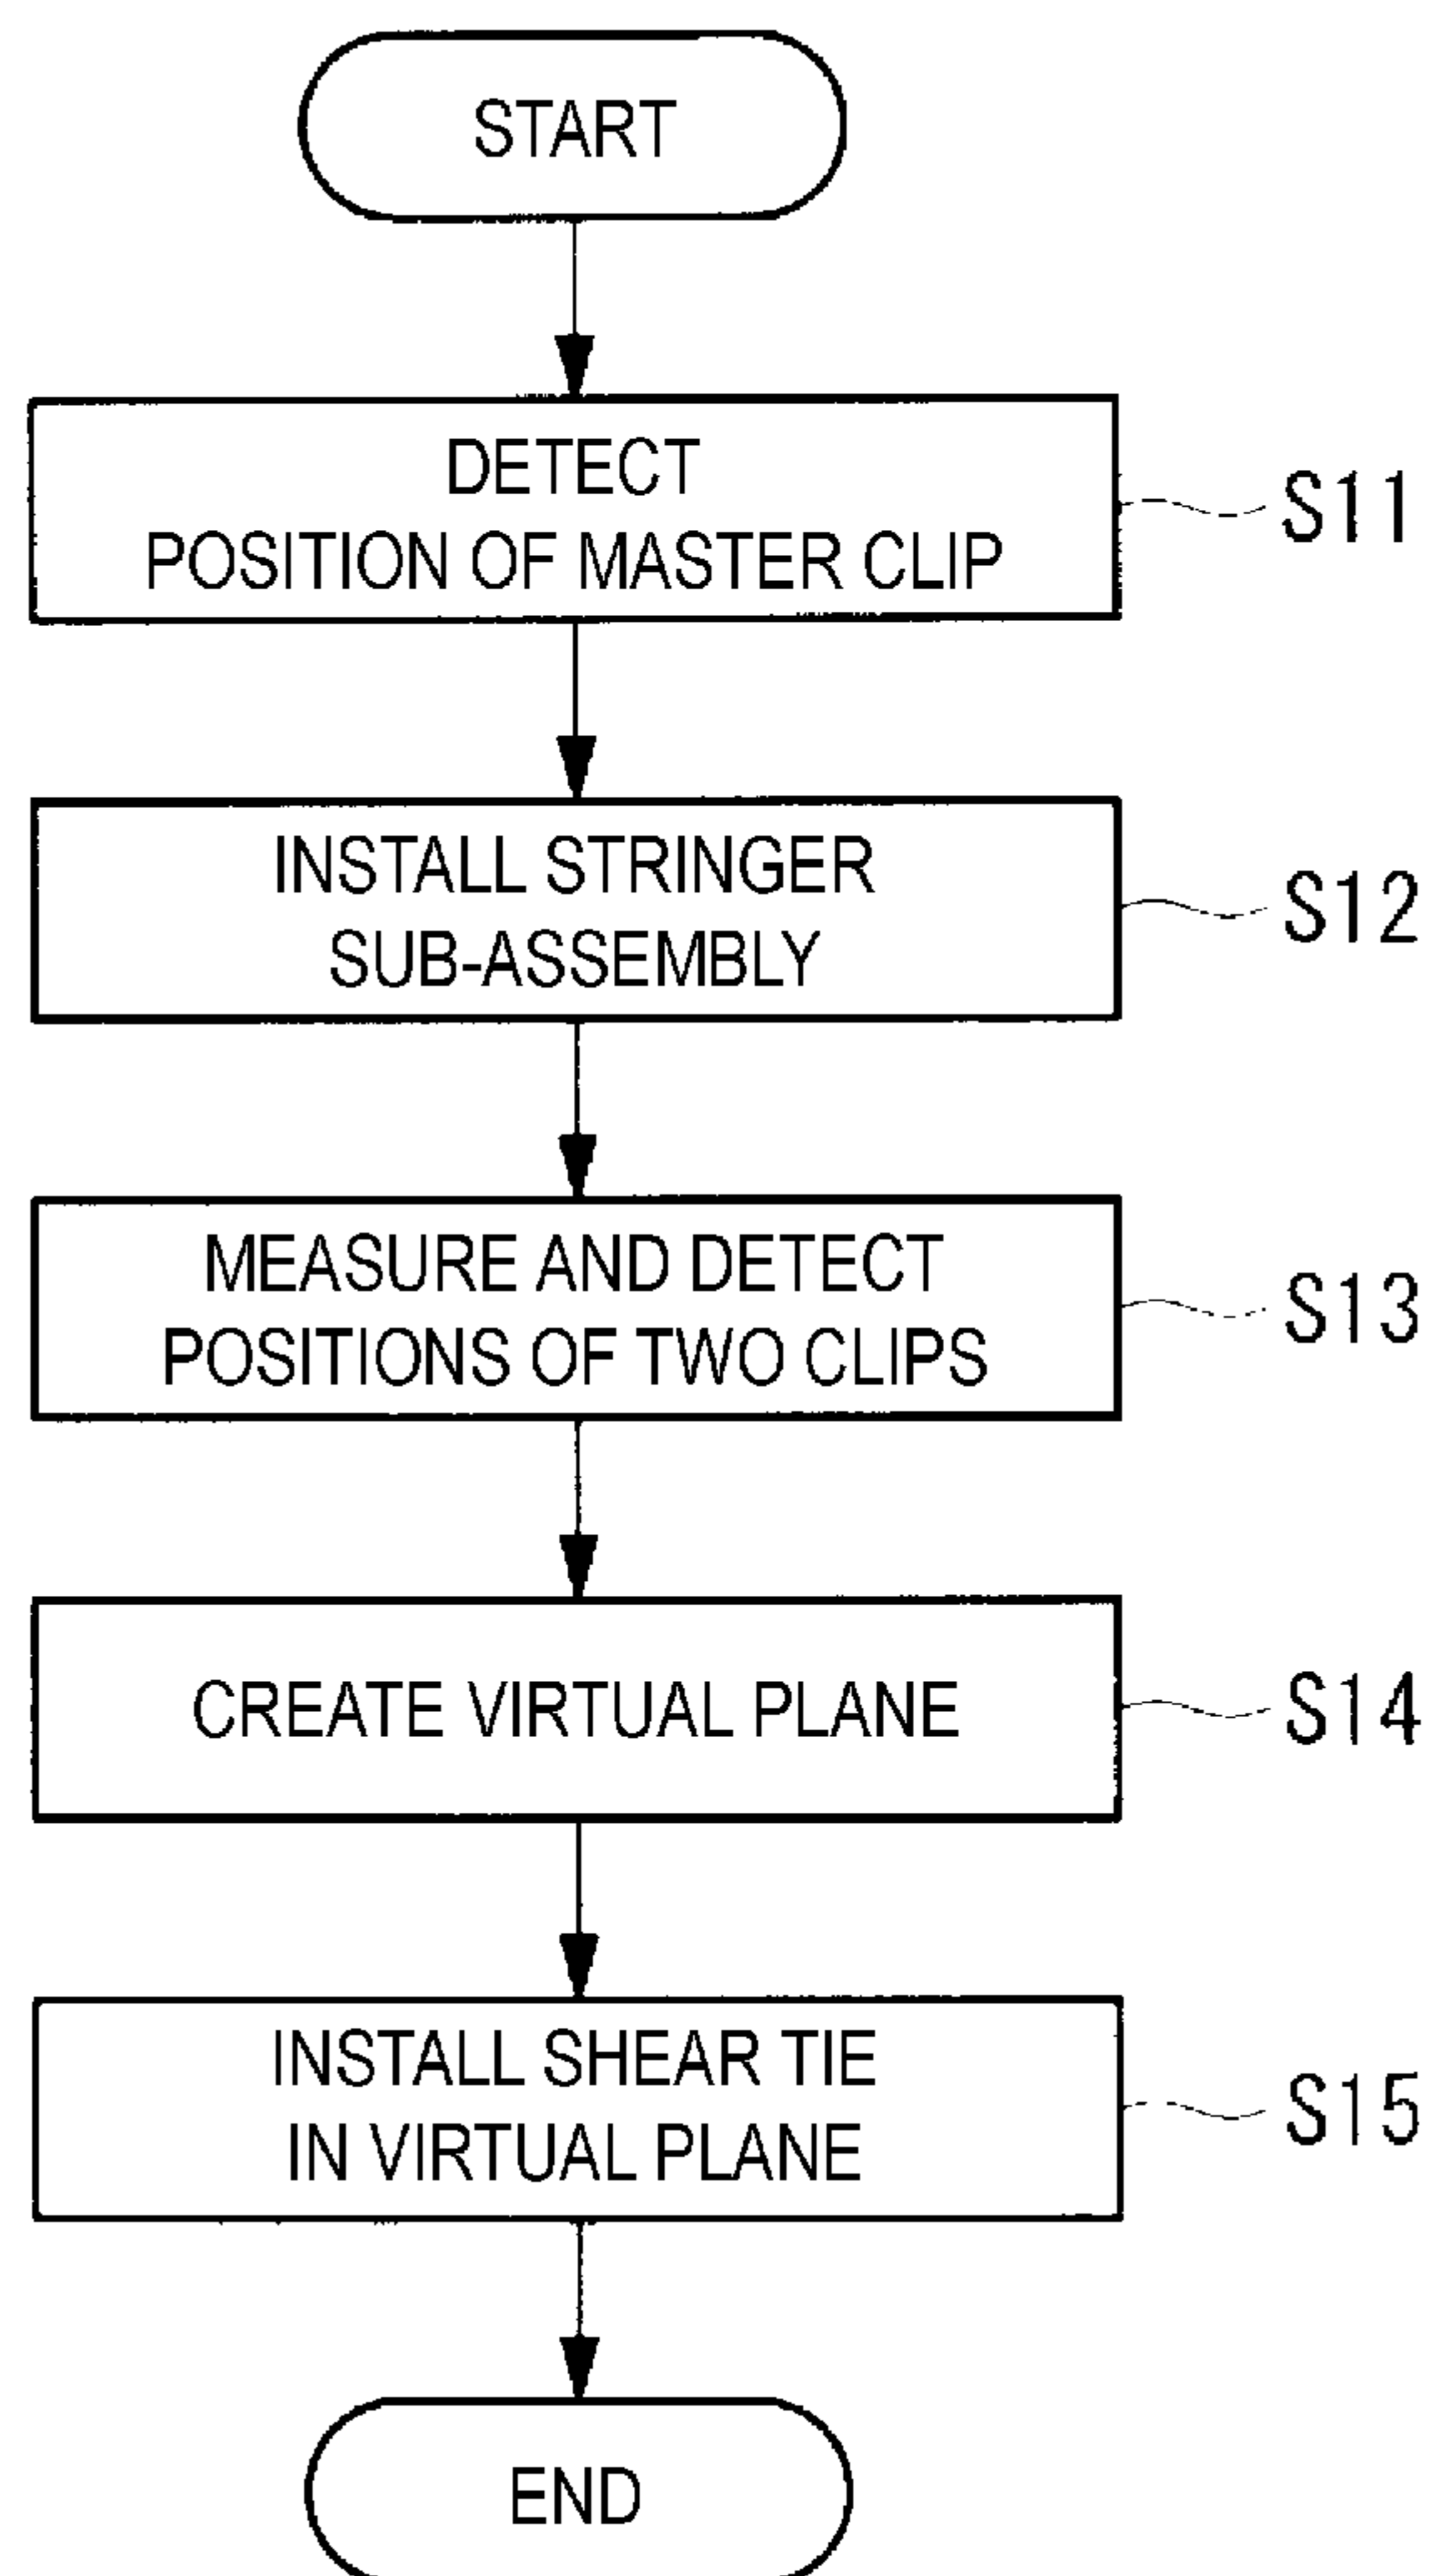 START
DETECT
POSITION OF MASTER CLIP
S11
INSTALL STRINGER
SUB-ASSEMBLY
S12
MEASURE AND DETECT
POSITIONS OF TWO CLIPS
S13
CREATE VIRTUAL PLANE
S14
INSTALL SHEAR TIE
IN VIRTUAL PLANE
S15
END